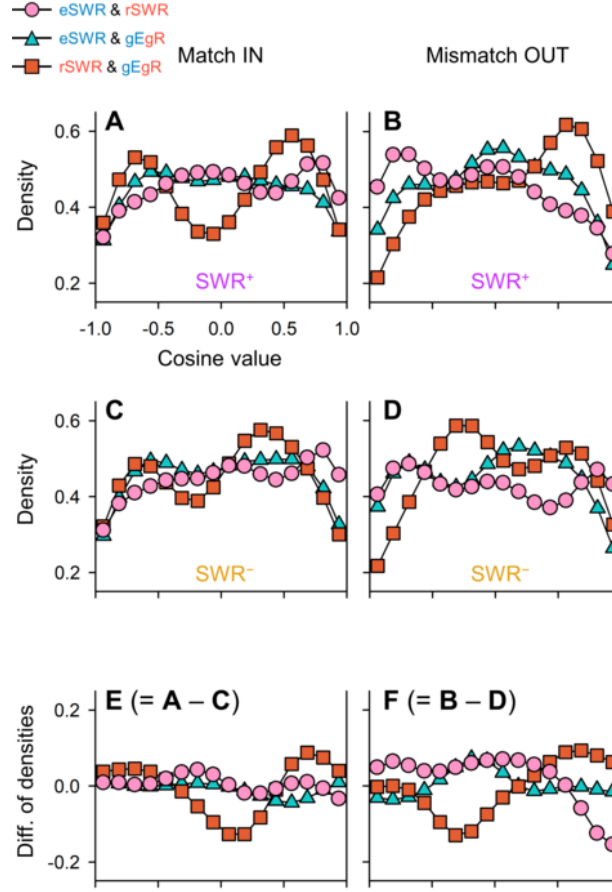 eSWR & rSWR
eSWR & gEgR
rSWR & gEgR
Match IN
Mismatch OUT
A
B
0.6
0.4
0.2
Density
SWR⁺
SWR⁺
-1.0 -0.5 0.0 0.5 1.0
Cosine value
C
D
0.6
0.4
0.2
Density
SWR⁻
SWR⁻
E (= A – C)
F (= B – D)
0.2
0.0
-0.2
Diff. of densities